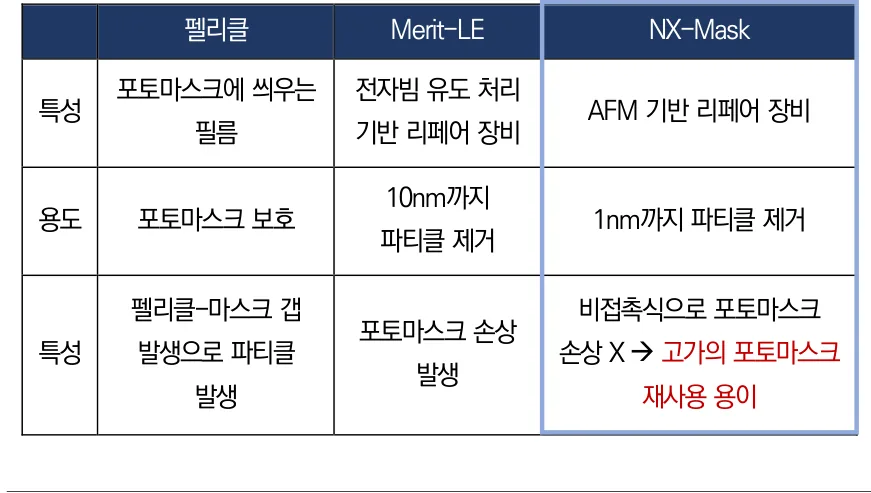 펠리클 Merit-LE NX-Mask
특성 포토마스크에 씌우는 필름 전자빔 유도 처리 기반 리페어 장비 AFM 기반 리페어 장비
용도 포토마스크 보호 10nm까지 파티클 제거 1nm까지 파티클 제거
특성 펠리클-마스크 갭 발생으로 파티클 발생 포토마스크 손상 발생 비접촉식으로 포토마스크 손상 X → 고가의 포토마스크 재사용 용이